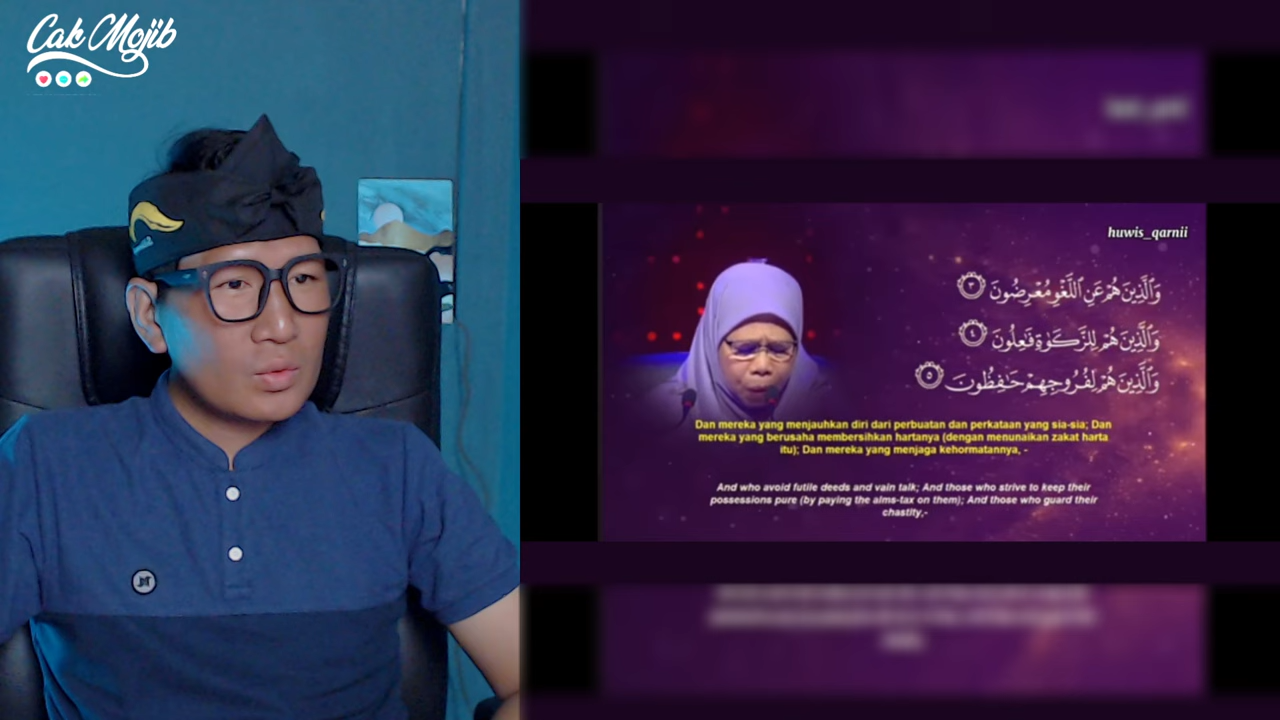 Cak Mojib
huwis_qarnii
وَٱلَّذِينَ هُمْ عَنِ ٱللَّغْوِ مُعْرِضُونَ ٣
وَٱلَّذِينَ هُمْ لِلزَّكَوٰةِ فَٰعِلُونَ ٤
وَٱلَّذِينَ هُمْ لِفُرُوجِهِمْ حَٰفِظُونَ ٥
Dan mereka yang menjauhkan diri dari perbuatan dan perkataan yang sia-sia; Dan
mereka yang berusaha membersihkan hartanya (dengan menunaikan zakat harta
itu); Dan mereka yang menjaga kehormatannya, -
And who avoid futile deeds and vain talk; And those who strive to keep their
possessions pure (by paying the alms-tax on them); And those who guard their
chastity,-